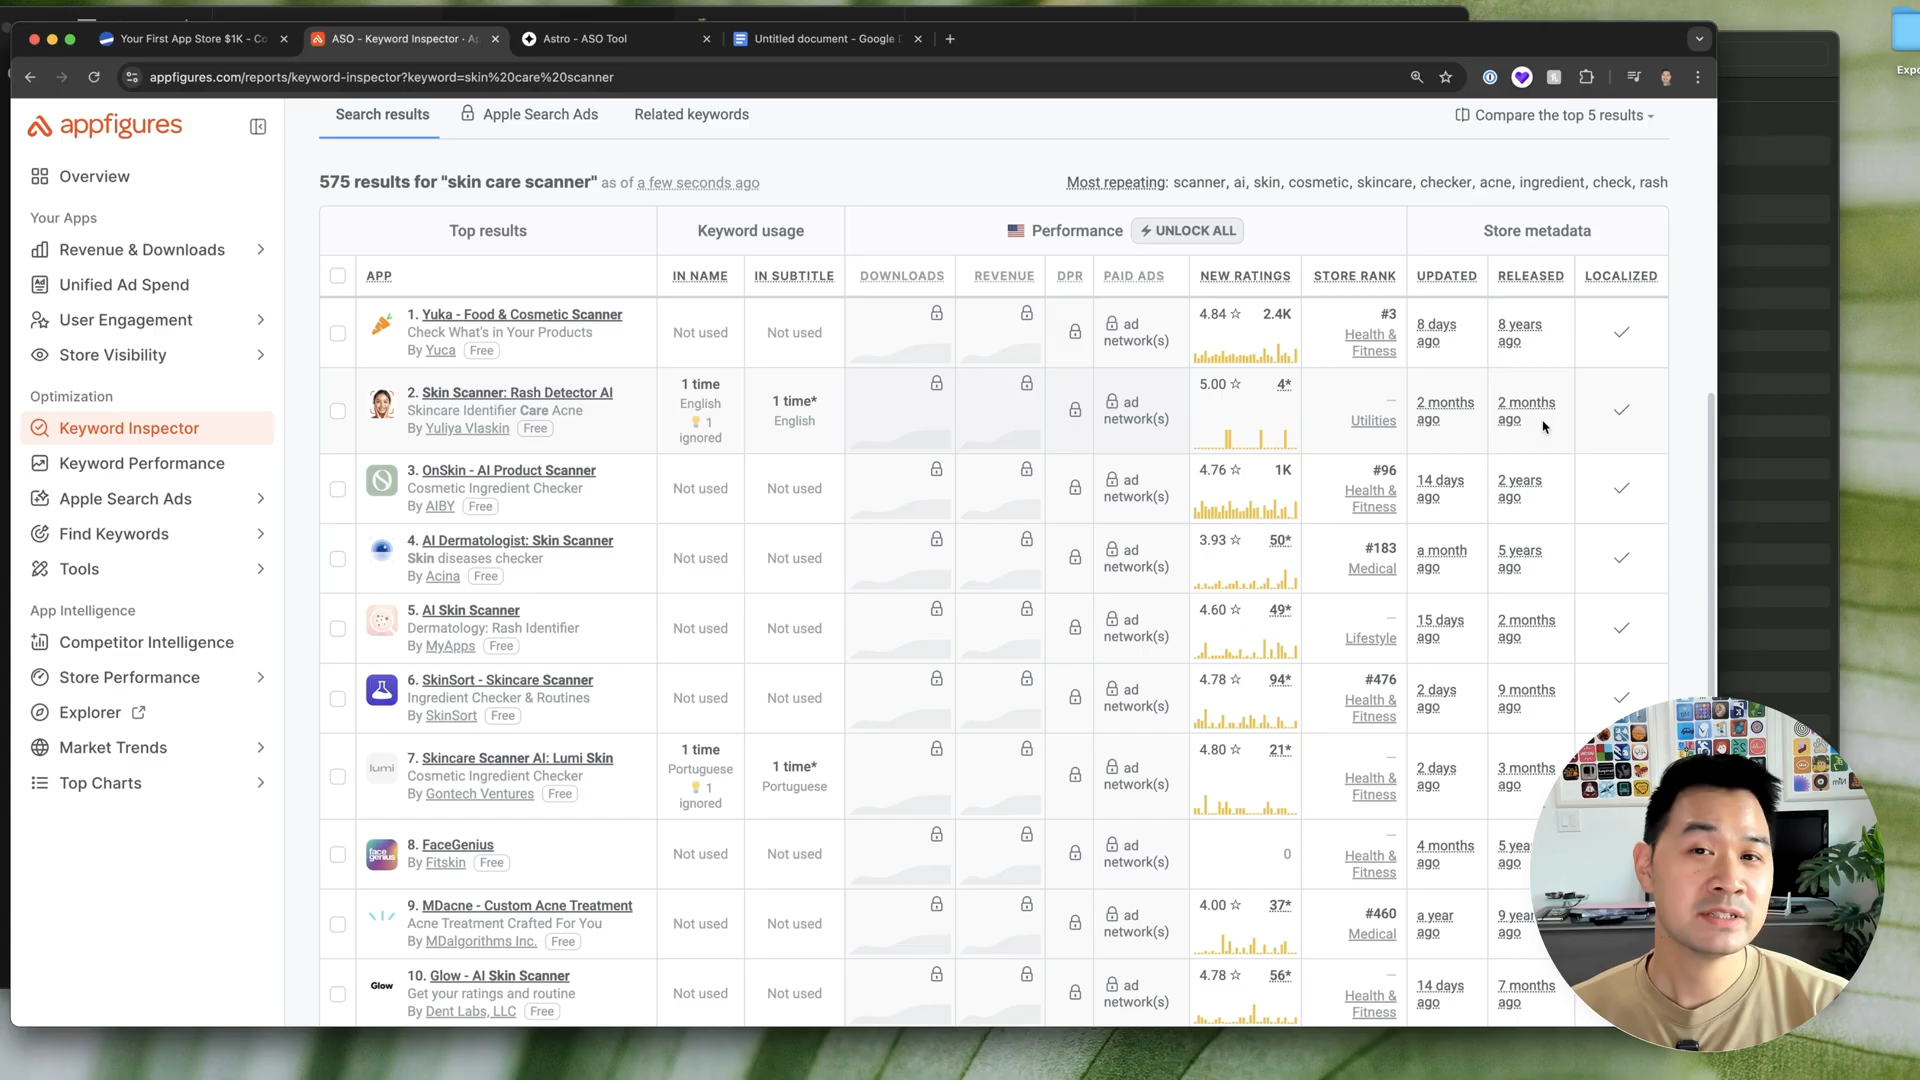 Your First App Store $1K - Co
ASO - Keyword Inspector · Ap
Astro - ASO Tool
Untitled document - Google D
appfigures.com/reports/keyword-inspector?keyword=skin%20care%20scanner
Expo
appfigures
Overview
Your Apps
Revenue & Downloads
Unified Ad Spend
User Engagement
Store Visibility
Optimization
Keyword Inspector
Keyword Performance
Apple Search Ads
Find Keywords
Tools
App Intelligence
Competitor Intelligence
Store Performance
Explorer
Market Trends
Top Charts
Search results
Apple Search Ads
Related keywords
Compare the top 5 results
575 results for "skin care scanner" as of a few seconds ago
Most repeating: scanner, ai, skin, cosmetic, skincare, checker, acne, ingredient, check, rash
Top results
Keyword usage
Performance
UNLOCK ALL
Store metadata
APP
IN NAME
IN SUBTITLE
DOWNLOADS
REVENUE
DPR
PAID ADS
NEW RATINGS
STORE RANK
UPDATED
RELEASED
LOCALIZED
1. Yuka - Food & Cosmetic Scanner
Check What's in Your Products
By Yuca Free
Not used
Not used
ad
network(s)
4.84 ☆ 2.4K
#3
Health &
Fitness
8 days
ago
8 years
ago
2. Skin Scanner: Rash Detector AI
Skincare Identifier Care Acne
By Yuliya Vlaskin Free
1 time
English
1
ignored
1 time*
English
ad
network(s)
5.00 ☆ 4*
—
Utilities
2 months
ago
2 months
ago
3. OnSkin - AI Product Scanner
Cosmetic Ingredient Checker
By AIBY Free
Not used
Not used
ad
network(s)
4.76 ☆ 1K
#96
Health &
Fitness
14 days
ago
2 years
ago
4. AI Dermatologist: Skin Scanner
Skin diseases checker
By Acina Free
Not used
Not used
ad
network(s)
3.93 ☆ 50*
#183
Medical
a month
ago
5 years
ago
5. AI Skin Scanner
Dermatology: Rash Identifier
By MyApps Free
Not used
Not used
ad
network(s)
4.60 ☆ 49*
—
Lifestyle
15 days
ago
2 months
ago
6. SkinSort - Skincare Scanner
Ingredient Checker & Routines
By SkinSort Free
Not used
Not used
ad
network(s)
4.78 ☆ 94*
#476
Health &
Fitness
2 days
ago
9 months
ago
lumi
7. Skincare Scanner AI: Lumi Skin
Cosmetic Ingredient Checker
By Gontech Ventures Free
1 time
Portuguese
1
ignored
1 time*
Portuguese
ad
network(s)
4.80 ☆ 21*
—
Health &
Fitness
2 days
ago
3 months
ago
face
genius
8. FaceGenius
By Fitskin Free
Not used
Not used
ad
network(s)
0
—
Health &
Fitness
4 months
ago
5 yea
ago
9. MDacne - Custom Acne Treatment
Acne Treatment Crafted For You
By MDalgorithms Inc. Free
Not used
Not used
ad
network(s)
4.00 ☆ 37*
#460
Medical
a year
ago
9 year
ago
Glow
10. Glow - AI Skin Scanner
Get your ratings and routine
By Dent Labs, LLC Free
Not used
Not used
ad
network(s)
4.78 ☆ 56*
—
Health &
Fitness
14 days
ago
7 months
ago